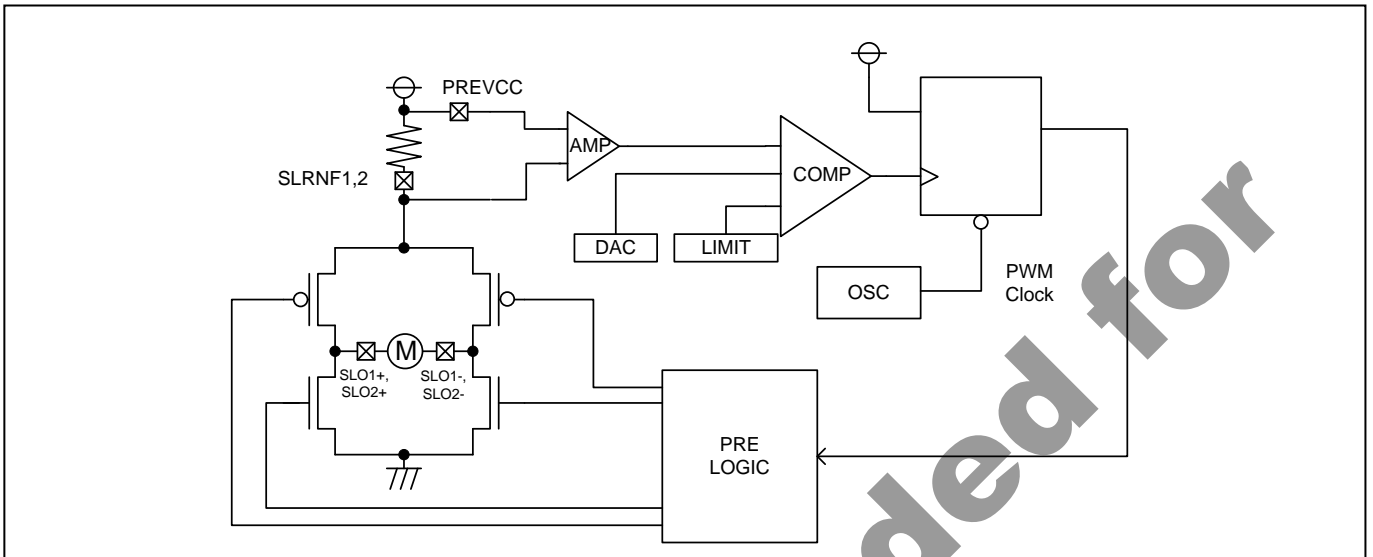 PREVCC
AMP
SLRNF1,2
COMP
DAC
LIMIT
OSC
PWM
Clock
M
SLO1+,
SLO2+
SLO1-,
SLO2-
PRE
LOGIC
ded for